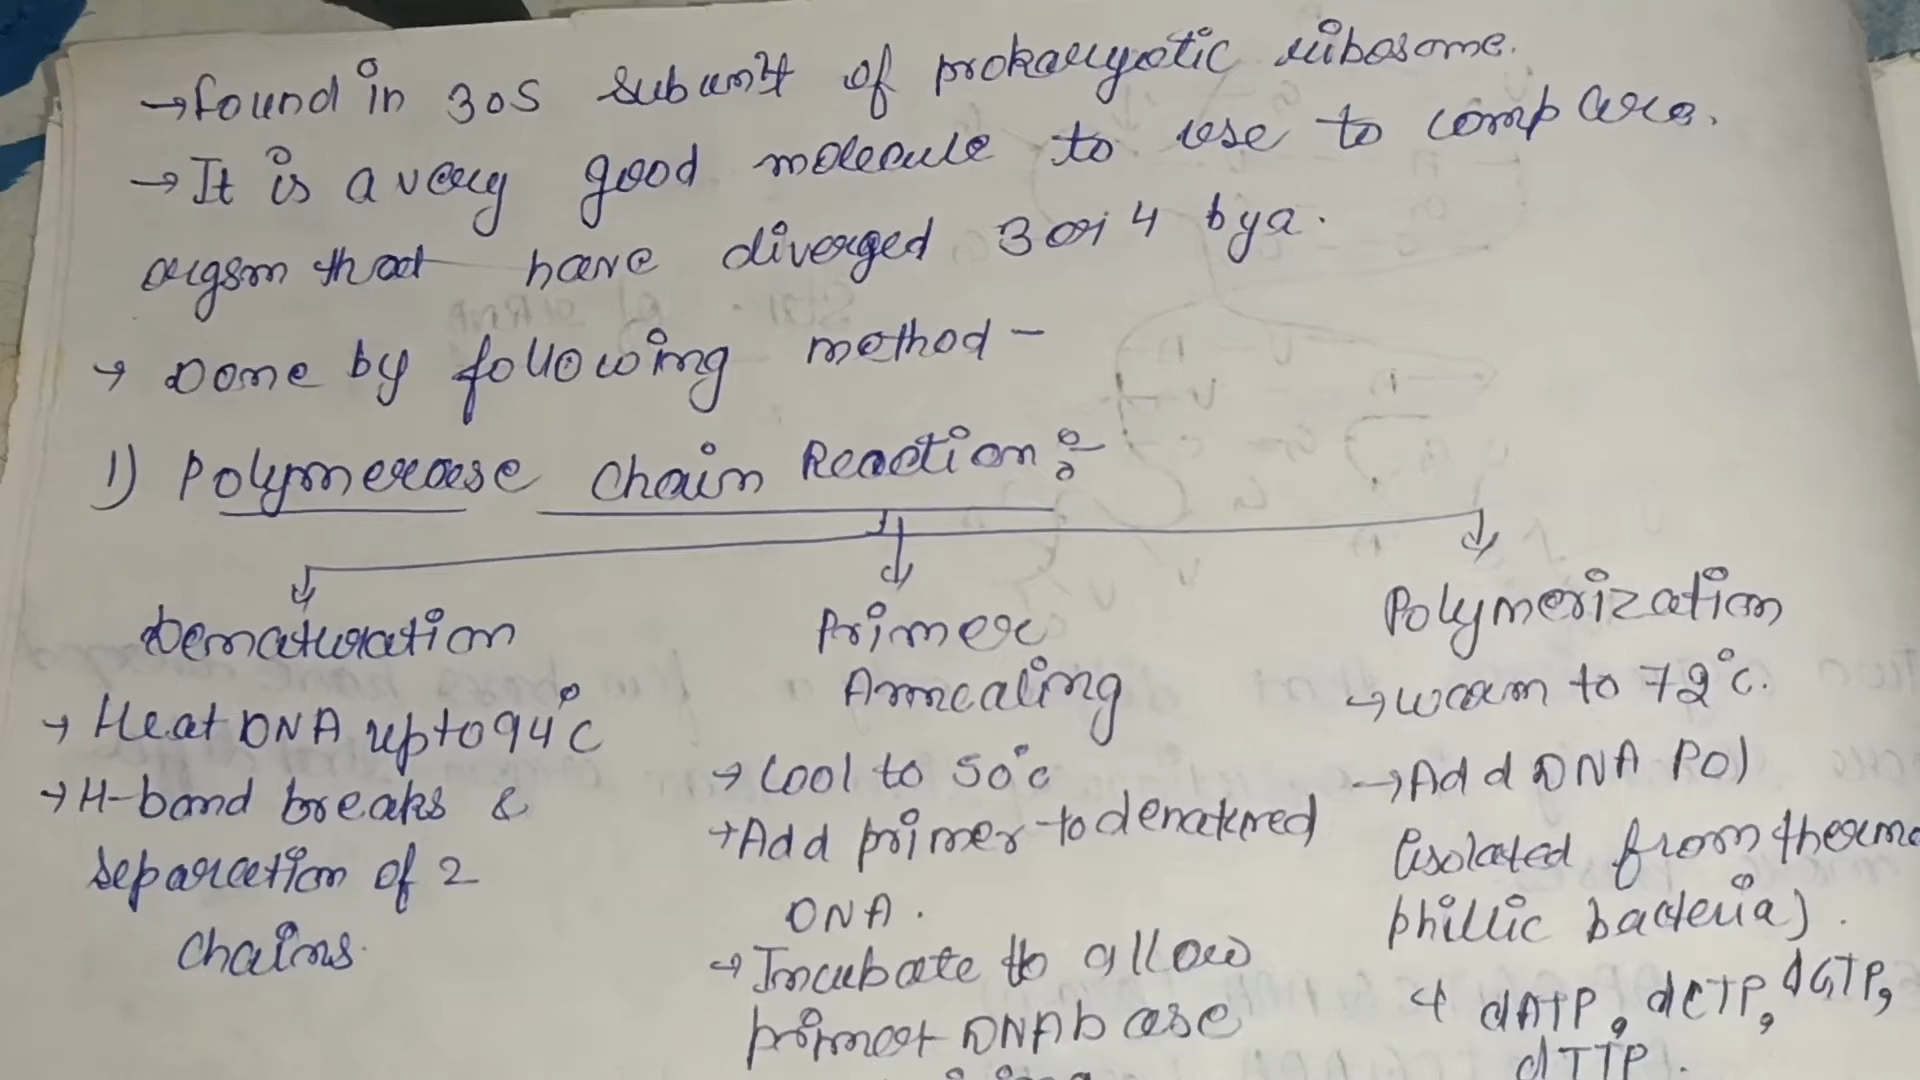 → found in 30S subunit of prokaryotic ribosome.
→ It is a very good molecule to use to compare.
orgsm that have diverged 3 or 4 bya.
→ Done by following method -
1) Polymerase Chain Reaction :-
Denaturation
→ Heat DNA upto 94°C
→ H-bond breaks &
separation of 2
chains.
Primer
Annealing
→ Cool to 50°C
→ Add primer to denatured
DNA.
→ Incubate to allow
primer DNA base
Polymerization
→ warm to 72°C.
→ Add DNA Pol
(isolated from thermo
phillic bacteria).
+ dATP, dCTP, dGTP,
dTTP.